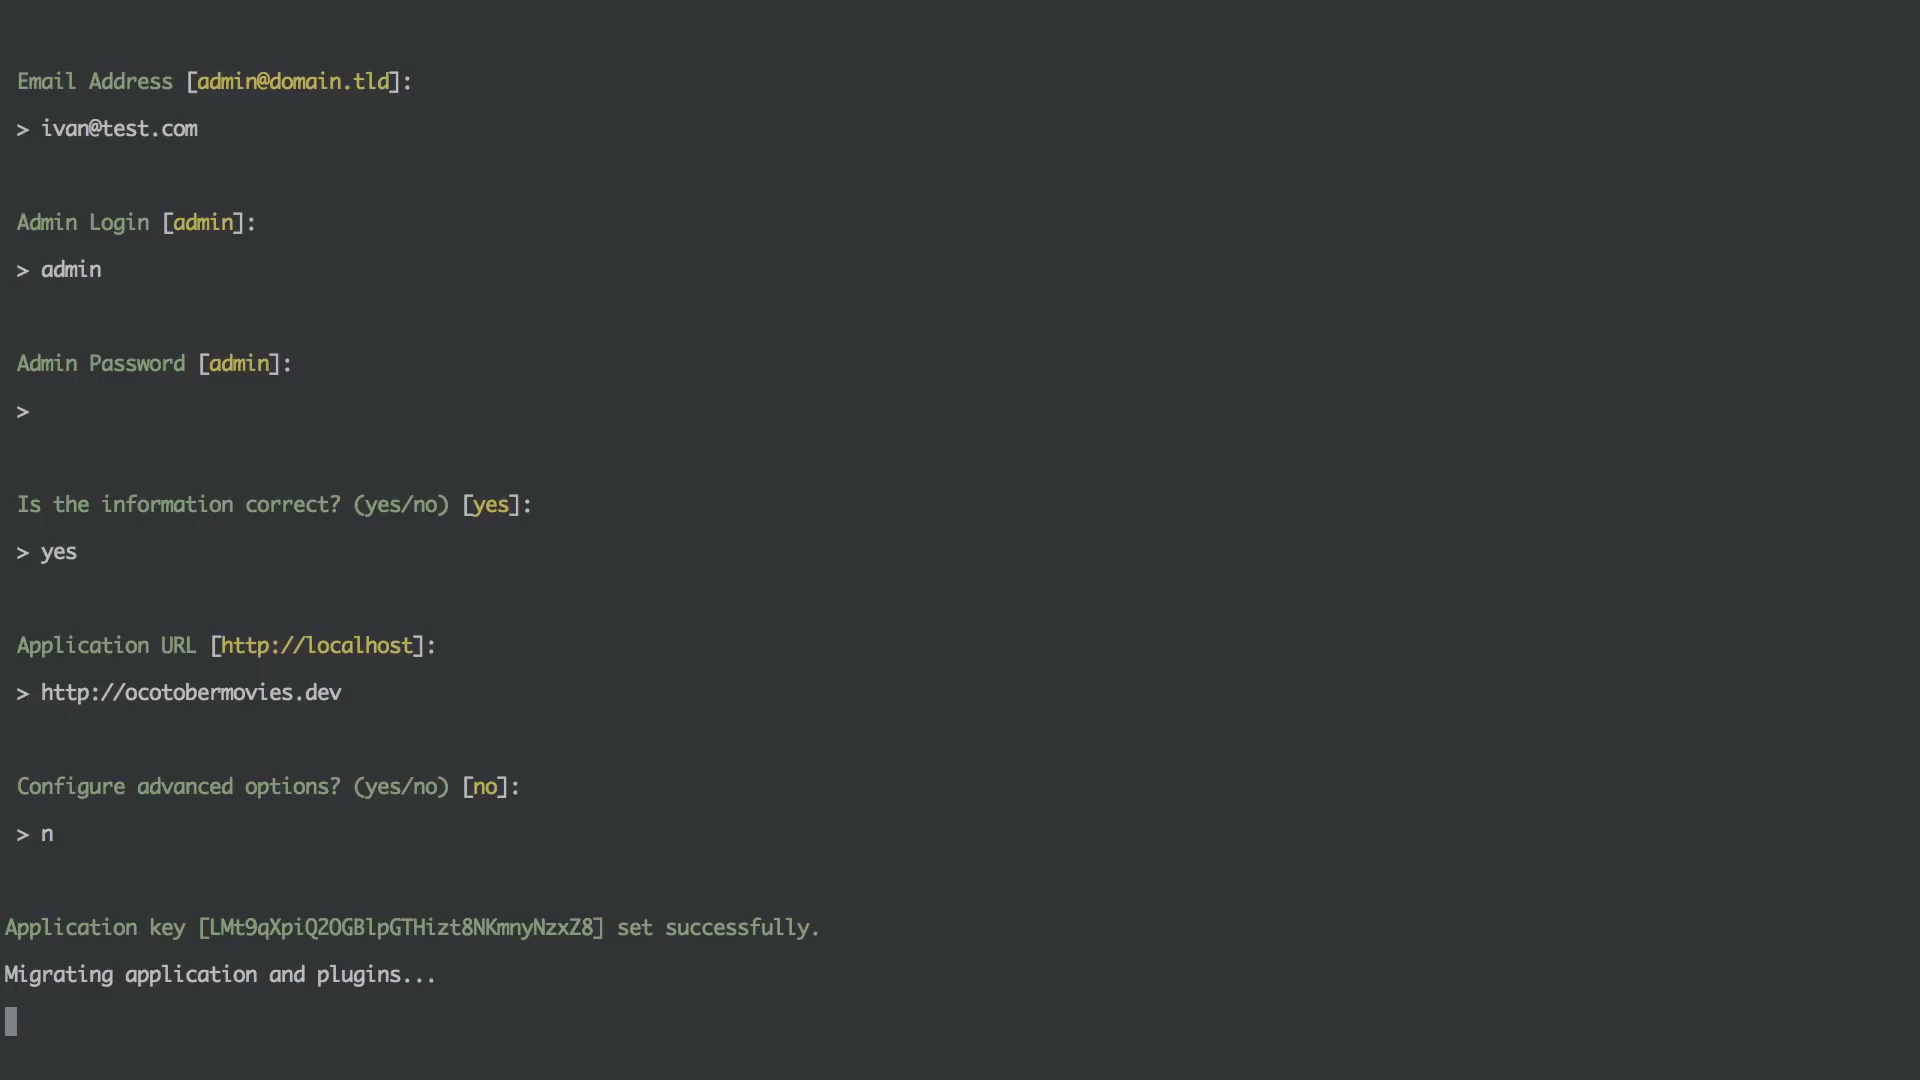 Email Address [admin@domain.tld]:
> ivan@test.com
Admin Login [admin]:
> admin
Admin Password [admin]:
>
Is the information correct? (yes/no) [yes]:
> yes
Application URL [http://localhost]:
> http://ocotobermovies.dev
Configure advanced options? (yes/no) [no]:
> n
Application key [LMt9qXpiQ2OGBlpGTHizt8NKmnyNzxZ8] set successfully.
Migrating application and plugins...